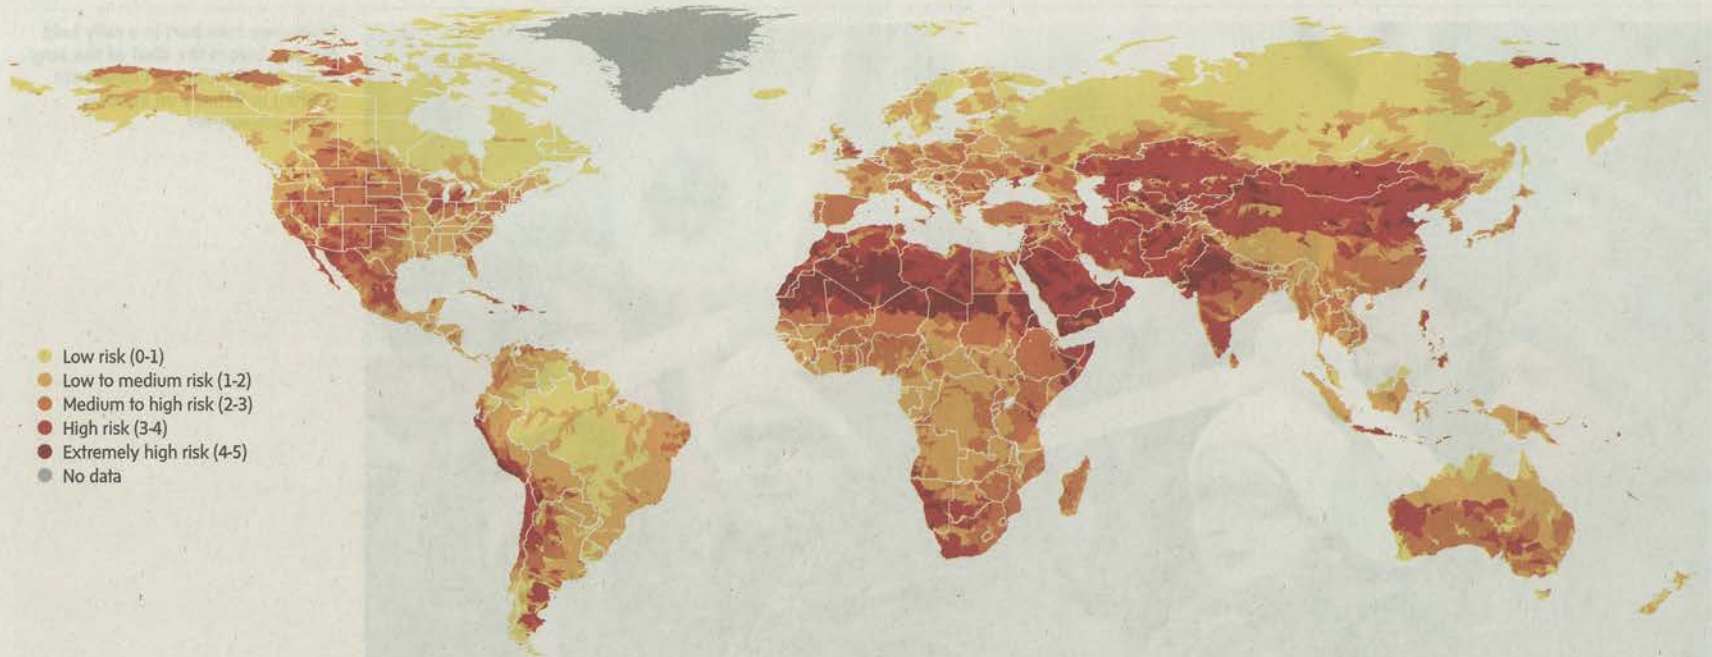 Low risk (0-1)
Low to medium risk (1-2)
Medium to high risk (2-3)
High risk (3-4)
Extremely high risk (4-5)
No data